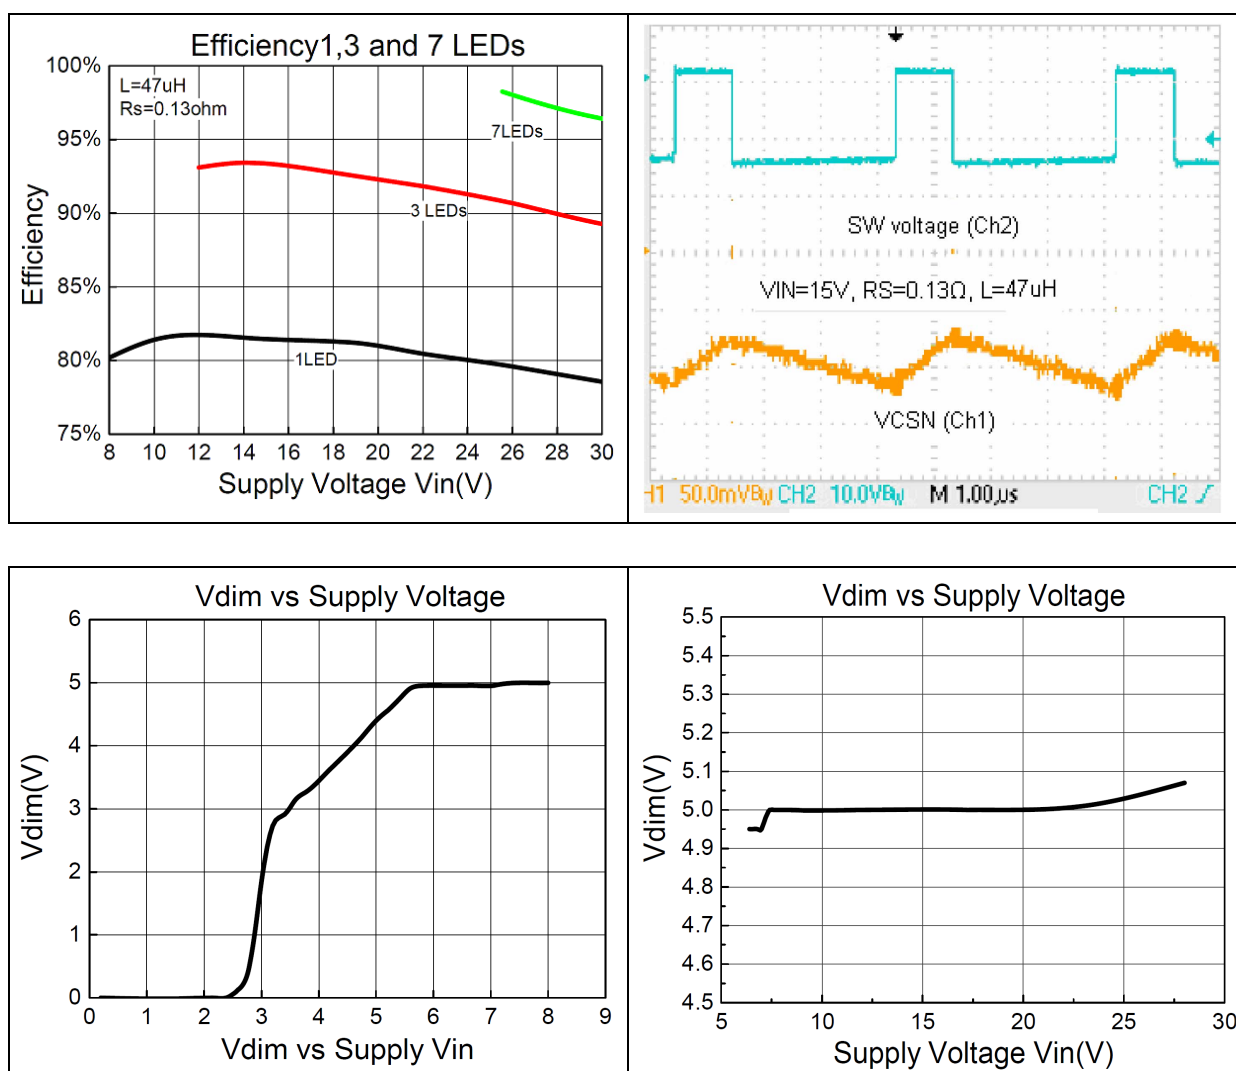 Efficiency1,3 and 7 LEDs
100%
95%
90%
85%
80%
75%
Efficiency
L=47uH
Rs=0.13ohm
7LEDs
3 LEDs
1LED
8 10 12 14 16 18 20 22 24 26 28 30
Supply Voltage Vin(V)
SW voltage (Ch2)
VIN=15V, RS=0.13Ω, L=47uH
VCSN (Ch1)
H1 50.0mVBw CH2 10.0VBw M 1.00µs CH2
Vdim vs Supply Voltage
6
5
4
3
2
1
0
Vdim(V)
0 1 2 3 4 5 6 7 8 9
Vdim vs Supply Vin
Vdim vs Supply Voltage
5.5
5.4
5.3
5.2
5.1
5.0
4.9
4.8
4.7
4.6
4.5
Vdim(V)
5 10 15 20 25 30
Supply Voltage Vin(V)